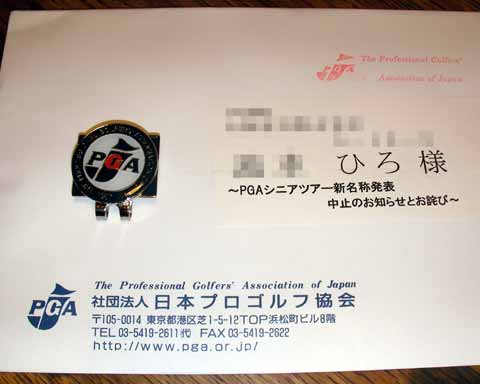 PGA
The Professional Golfers'
Association of Japan
ひろ 様
～PGAシニアツアー新名称発表
中止のお知らせとお詫び～
PGA
PGA
The Professional Golfers' Association of Japan
社団法人 日本プロゴルフ協会
〒105-0014 東京都港区芝1-5-12TOP浜松町ビル8階
TEL 03-5419-2611代 FAX 03-5419-2622
http://www.pga.or.jp/